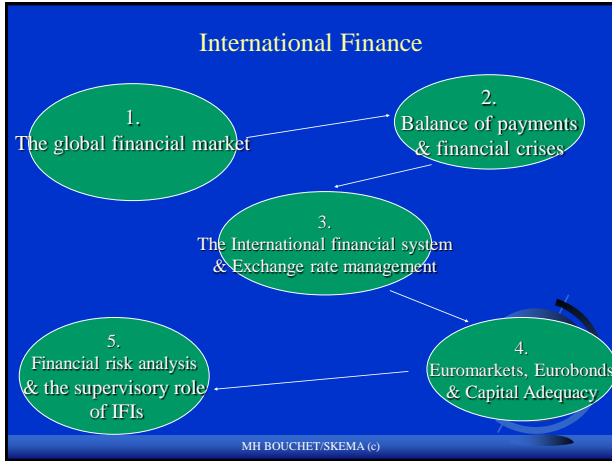 International Finance
1.
The global financial market
2.
Balance of payments
& financial crises
3.
The International financial system
& Exchange rate management
4.
Euromarkets, Eurobonds
& Capital Adequacy
5.
Financial risk analysis
& the supervisory role
of IFIs
MH BOUCHET/SKEMA (c)